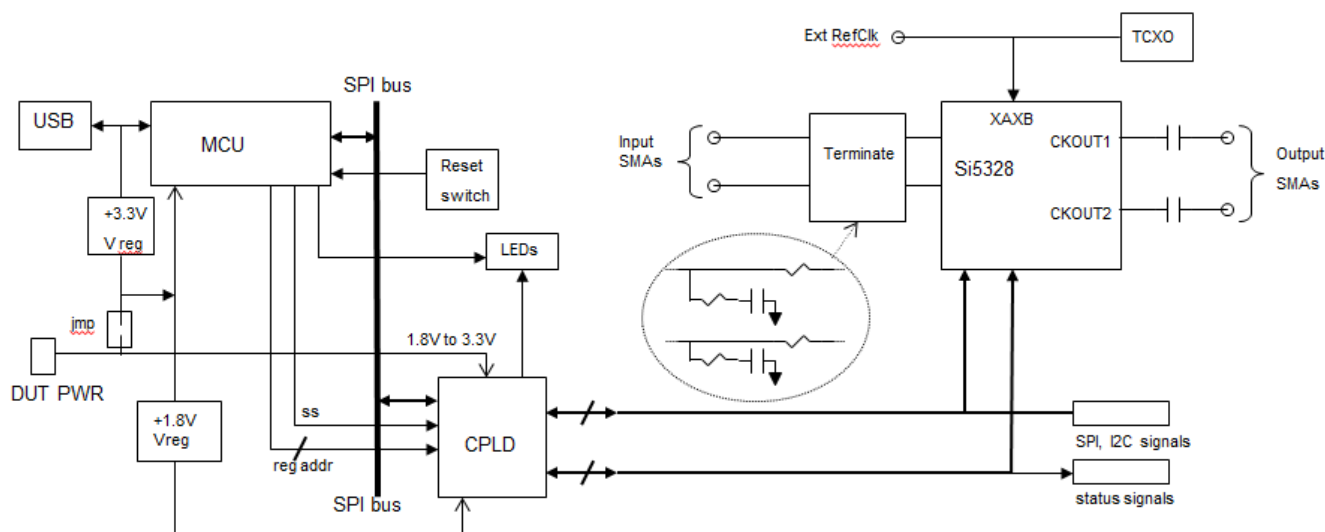 Ext RefClk
TCXO
SPI bus
USB
MCU
Input
SMAs
Terminate
XAXB
Si5328
CKOUT1
CKOUT2
Output
SMAs
Reset
switch
+3.3V
V reg
LEDs
jmp
1.8V to 3.3V
DUT PWR
+1.8V
Vreg
ss
reg addr
CPLD
SPI bus
SPI, I2C signals
status signals